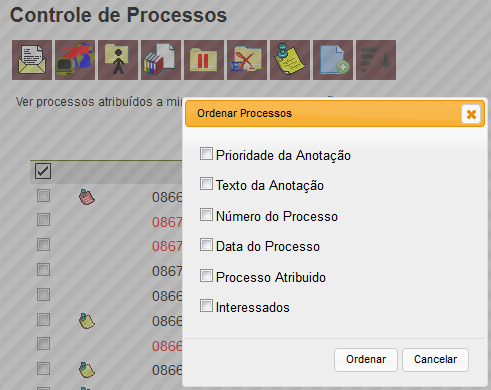 Controle de Processos
Ver processos atribuídos a mi
Ordenar Processos
Prioridade da Anotação
Texto da Anotação
Número do Processo
Data do Processo
Processo Atribuido
Interessados
0866
0867
0867
0867
0866
0866
0866
0866
Ordenar
Cancelar